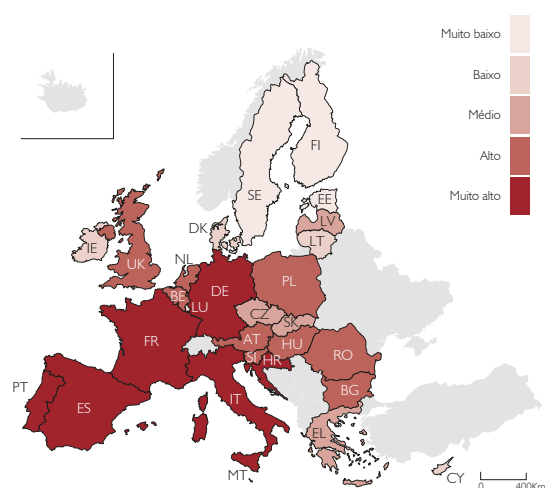 Muito baixo
Baixo
Médio
Alto
Muito alto
FI
SE
EE
LV
LT
DK
IE
UK
NL
BE
LU
DE
PL
CZ
SK
AT
HU
SI
HR
RO
BG
FR
IT
PT
ES
EL
MT
CY
0 400Km